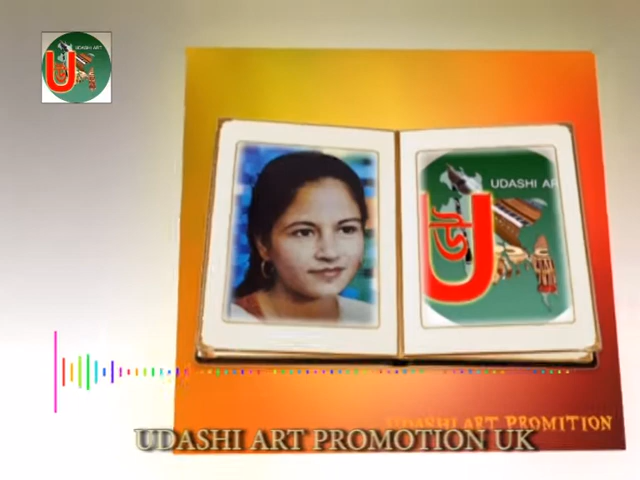 UDASHI ART
U
উ
UDASHI AR
U
উ
UDASHI ART PROMITION
UDASHI ART PROMOTION UK